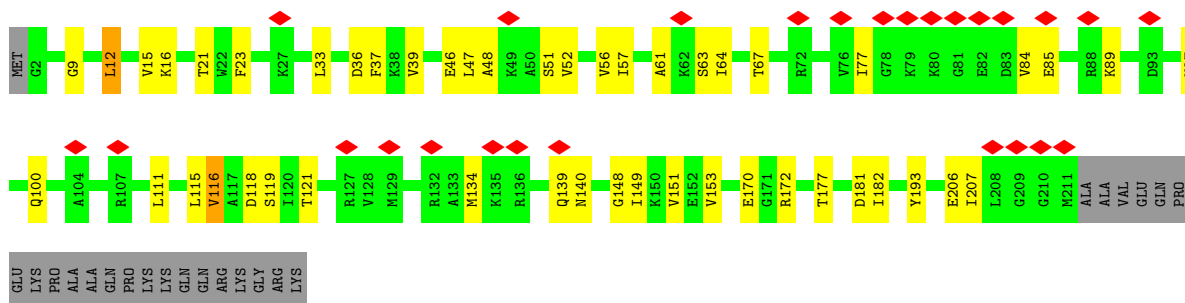 MET G2 G9 L12 V15 K16 T21 W22 F23 K27 L33 D36 F37 K38 V39 E46 L47 A48 K49 A50 S51 V52 V56 I57 A61 K62 S63 I64 T67 R72 V76 I77 G78 K79 K80 G81 E82 D83 V84 E85 R88 K89 D93
Q100 A104 R107 L111 L115 V116 A117 D118 S119 I120 T121 R127 V128 M129 R132 A133 M134 K135 R136 Q139 N140 G148 I149 K150 V151 E152 V153 E170 G171 R172 T177 D181 I182 Y193 E206 I207 L208 G209 G210 M211 ALA ALA VAL GLU GLN PRO
GLU LYS PRO ALA ALA GLN PRO LYS LYS GLN GLN ARG LYS GLY ARG LYS